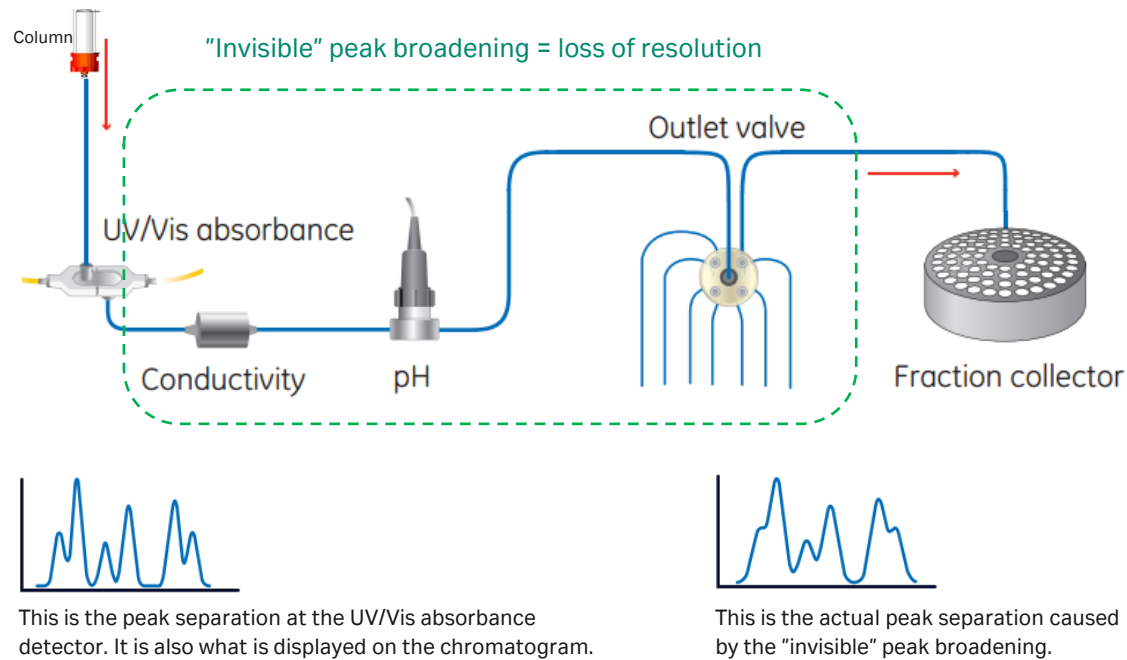 Column
"Invisible" peak broadening = loss of resolution
Outlet valve
UV/Vis absorbance
Conductivity
pH
Fraction collector
This is the peak separation at the UV/Vis absorbance
detector. It is also what is displayed on the chromatogram.
This is the actual peak separation caused
by the "invisible" peak broadening.